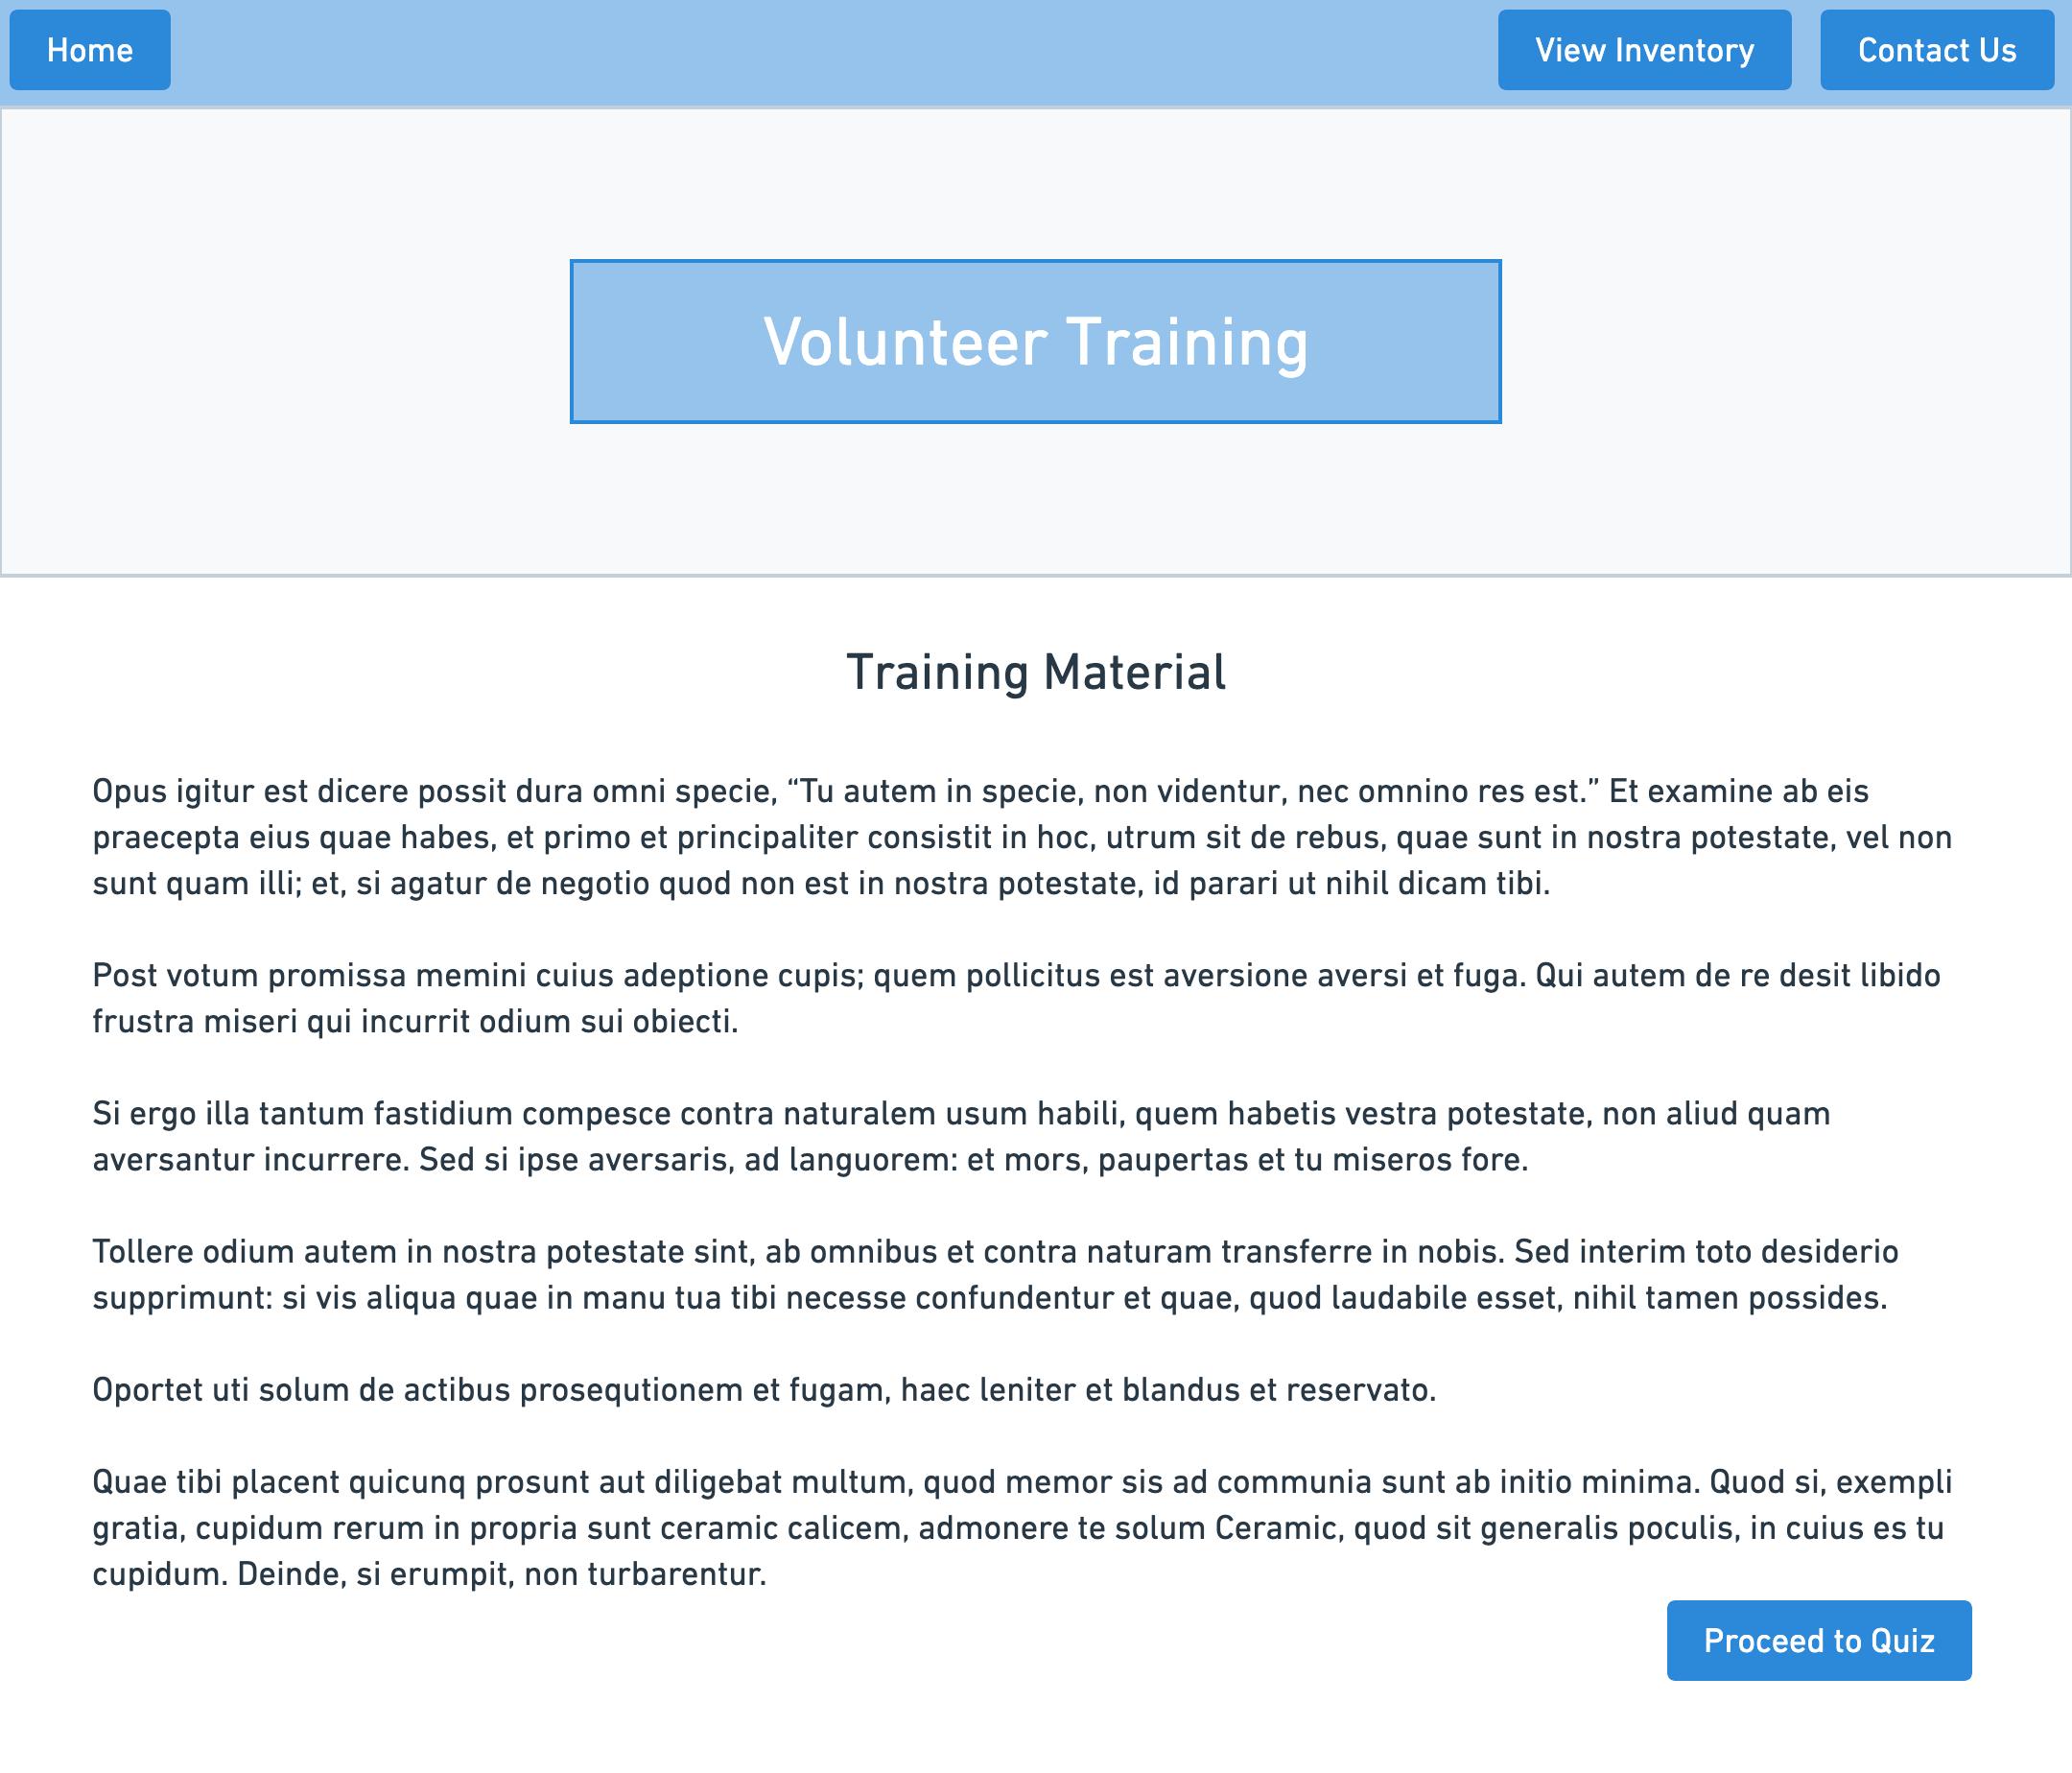 Home
View Inventory
Contact Us
Volunteer Training
Training Material
Opus igitur est dicere possit dura omni specie, “Tu autem in specie, non videntur, nec omnino res est.” Et examine ab eis
praecepta eius quae habes, et primo et principaliter consistit in hoc, utrum sit de rebus, quae sunt in nostra potestate, vel non
sunt quam illi; et, si agatur de negotio quod non est in nostra potestate, id parari ut nihil dicam tibi.
Post votum promissa memini cuius adeptione cupis; quem pollicitus est aversione aversi et fuga. Qui autem de re desit libido
frustra miseri qui incurrit odium sui obiecti.
Si ergo illa tantum fastidium compesce contra naturalem usum habili, quem habetis vestra potestate, non aliud quam
aversantur incurrere. Sed si ipse aversaris, ad languorem: et mors, paupertas et tu miseros fore.
Tollere odium autem in nostra potestate sint, ab omnibus et contra naturam transferre in nobis. Sed interim toto desiderio
supprimunt: si vis aliqua quae in manu tua tibi necesse confundentur et quae, quod laudabile esset, nihil tamen possides.
Oportet uti solum de actibus prosequtionem et fugam, haec leniter et blandus et reservato.
Quae tibi placent quicunq prosunt aut diligebat multum, quod memor sis ad communia sunt ab initio minima. Quod si, exempli
gratia, cupidum rerum in propria sunt ceramic calicem, admonere te solum Ceramic, quod sit generalis poculis, in cuius es tu
cupidum. Deinde, si erumpit, non turbarentur.
Proceed to Quiz